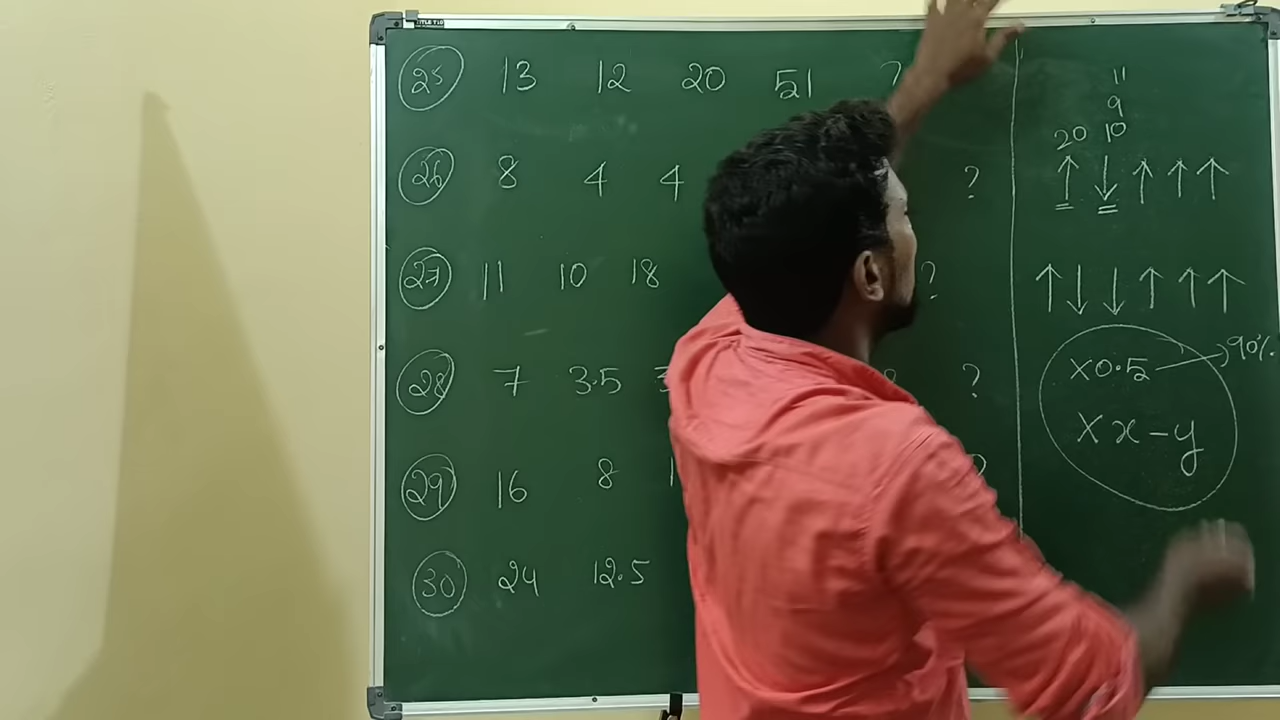 25 13 12 20 51 ?
26 8 4 4 ?
27 11 10 18 ?
28 7 3.5 ?
29 16 8
30 24 12.5
11
9
20 10
↑ ↓ ↑ ↑ ↑
↑ ↓ ↓ ↑ ↑ ↑
×0.5 → 90%
×x-y